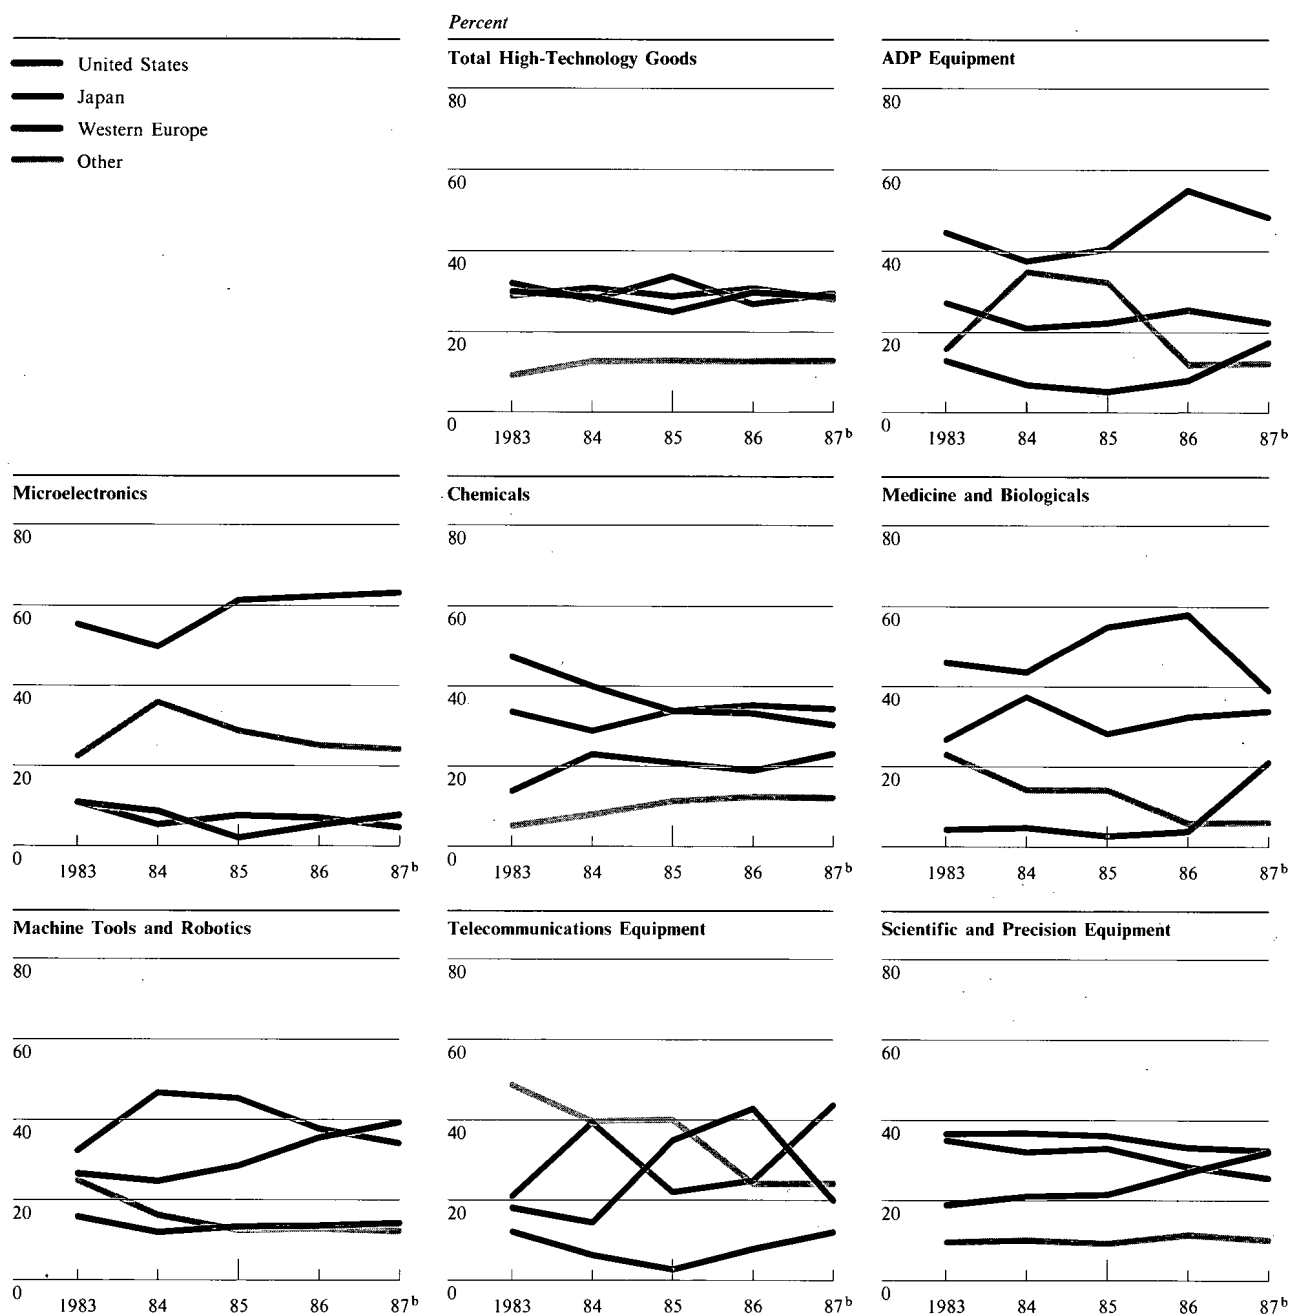 Percent
United States
Japan
Western Europe
Other
Total High-Technology Goods
80
60
40
20
0
1983 84 85 86 87b
ADP Equipment
80
60
40
20
0
1983 84 85 86 87b
Microelectronics
80
60
40
20
0
1983 84 85 86 87b
Chemicals
80
60
40
20
0
1983 84 85 86 87b
Medicine and Biologicals
80
60
40
20
1983 84 85 86 87b
Machine Tools and Robotics
80
60
40
20
0
1983 84 85 86 87b
Telecommunications Equipment
80
60
40
20
0
1983 84 85 86 87b
Scientific and Precision Equipment
80
60
40
20
0
1983 84 85 86 87b